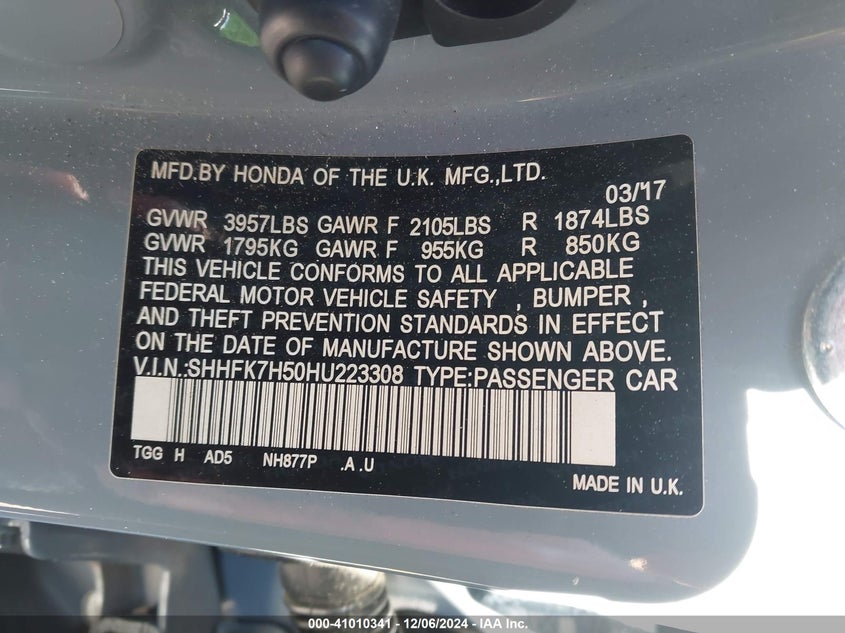 MFD.BY HONDA OF THE U.K. MFG.,LTD.
03/'17
GVWR 3957LBS GAWR F 2105LBS R 1874LBS
GVWR 1795KG GAWR F 955KG R 850KG
THIS VEHICLE CONFORMS TO ALL APPLICABLE
FEDERAL MOTOR VEHICLE SAFETY , BUMPER ,
AND THEFT PREVENTION STANDARDS IN EFFECT
ON THE DATE OF MANUFACTURE SHOWN ABOVE.
V.I.N.:SHHFK7H50HU223308 TYPE:PASSENGER CAR
TGG H AD5 NH877P .A .U
MADE IN U.K.
000-41010341 - 12/06/2024 - IAA Inc.